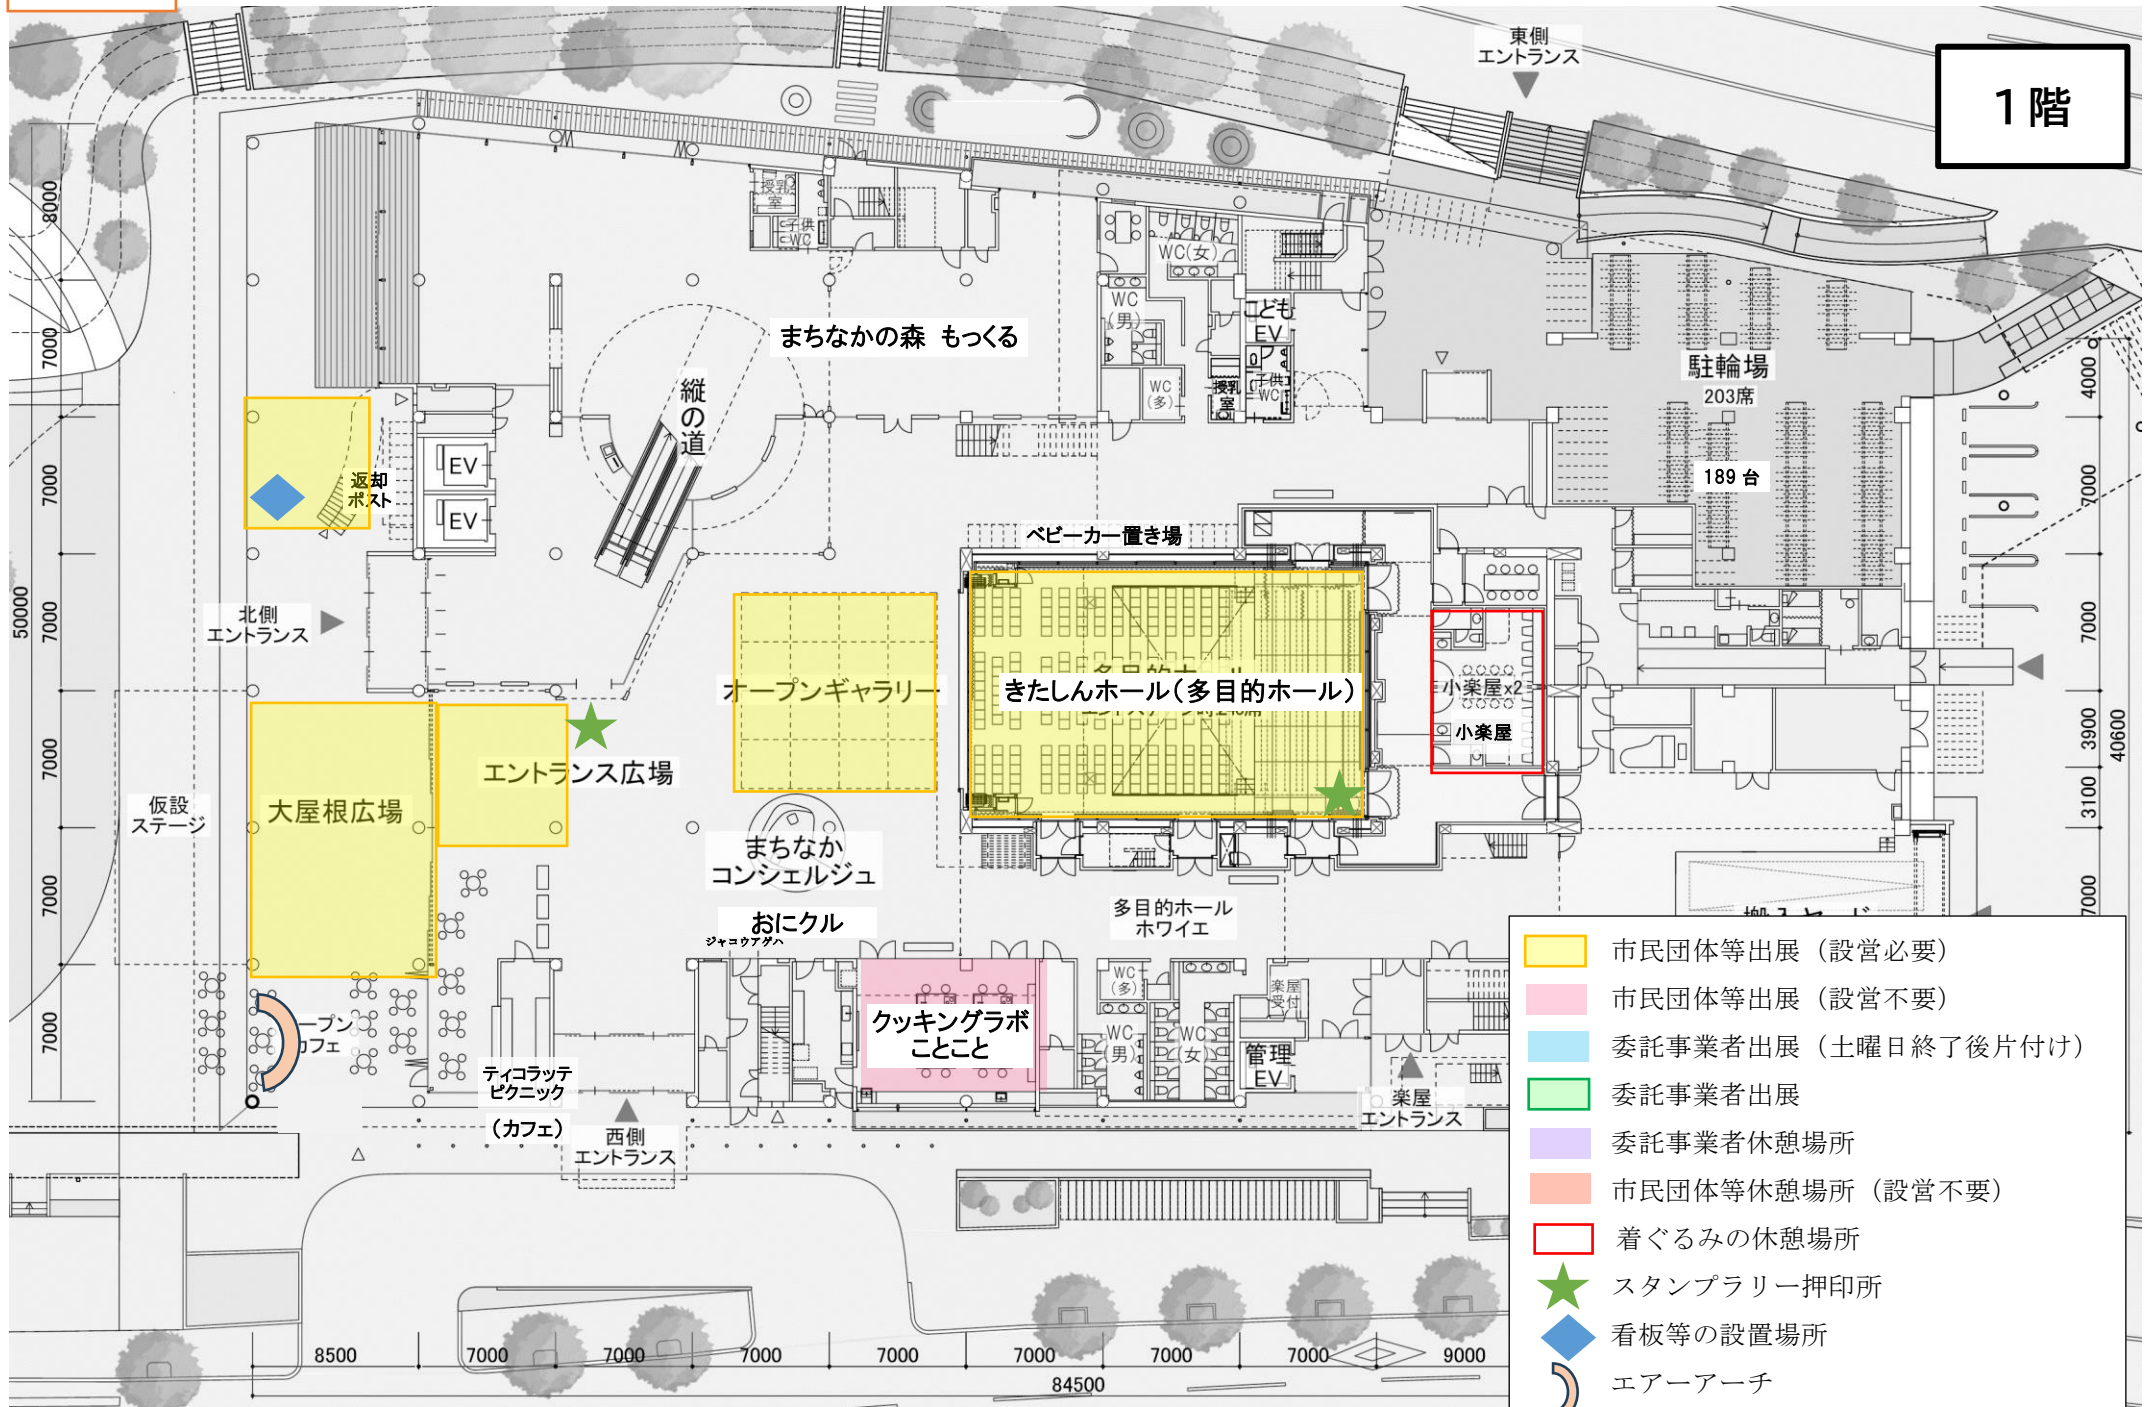 1階
東側
エントランス
8000
7000
7000
7000
7000
7000
7000
50000
授乳
室
子供
WC
WC(女)
WC
(男)
WC
(多)
こども
EV
授乳
室
子供
WC
まちなかの森 もっくる
縦の道
駐輪場
203席
189 台
4000
7000
7000
3900
3100
7000
40600
EV
EV
返却
ポスト
ベビーカー置き場
北側
エントランス
オープンギャラリー
きたしんホール(多目的ホール)
小楽屋x2
小楽屋
エントランス広場
大屋根広場
仮設
ステージ
まちなか
コンシェルジュ
おにクル
ジャコウアゲハ
多目的ホール
ホワイエ
WC
(多)
WC
(男)
WC
(女)
楽屋
受付
管理
EV
クッキングラボ
ことこと
ティコラッテ
ピクニック
(カフェ)
西側
エントランス
楽屋
エントランス
8500
7000
7000
7000
7000
7000
7000
7000
9000
84500
市民団体等出展(設営必要)
市民団体等出展(設営不要)
委託事業者出展(土曜日終了後片付け)
委託事業者出展
委託事業者休憩場所
市民団体等休憩場所(設営不要)
着ぐるみの休憩場所
スタンプラリー押印所
看板等の設置場所
エアーアーチ